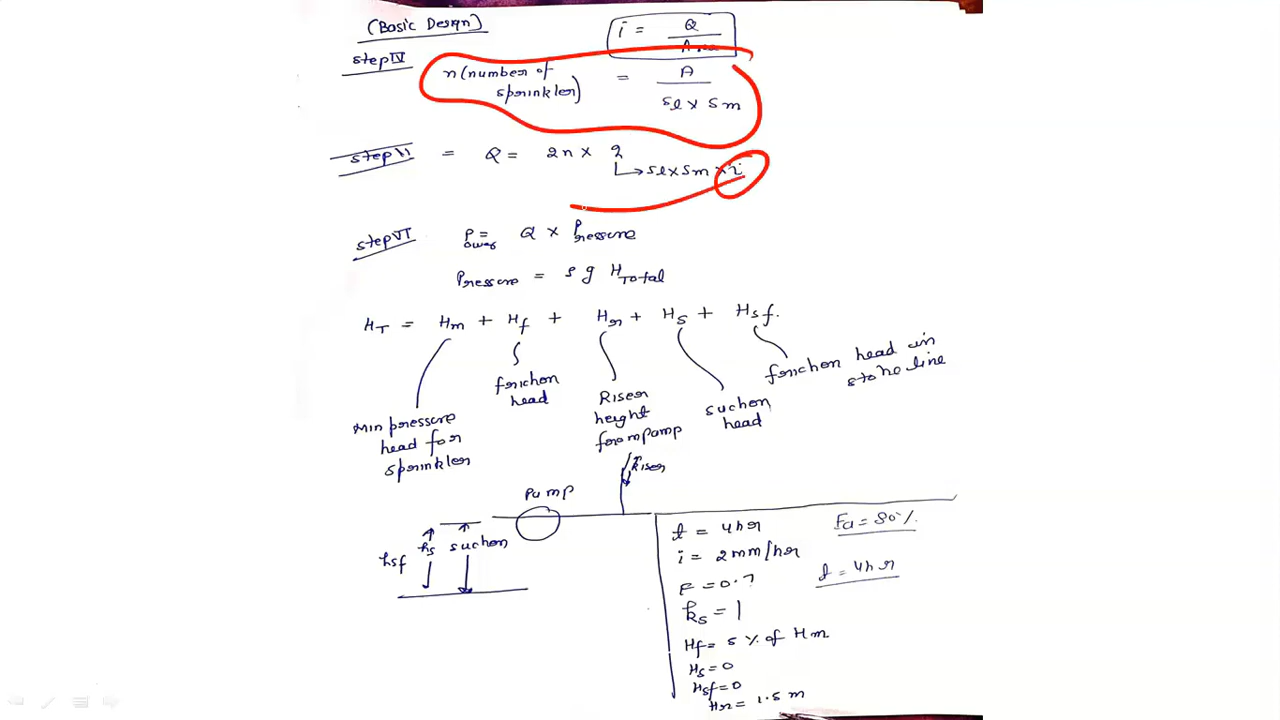 (Basic Design)
i = Q / Area
step IV
n (number of sprinkler) = A / Sl x Sm
step V = Q = 2n x q
↳ Sl x Sm x i
step VI Power = Q x Pressure
Pressure = ρ g HTotal
HT = Hm + Hf + Hr + Hs + Hsf.
Min pressure head for sprinkler
friction head
Riser height from pump
suction head
friction head in
line
Riser
Pump
hsf hs suction
t = 4 hr
Fa = 80 %.
i = 2 mm/hr
t = 4 hr
F = 0.7
ks = 1
Hf = 5 % of Hm
Hs = 0
Hsf = 0
Hr = 1.5 m